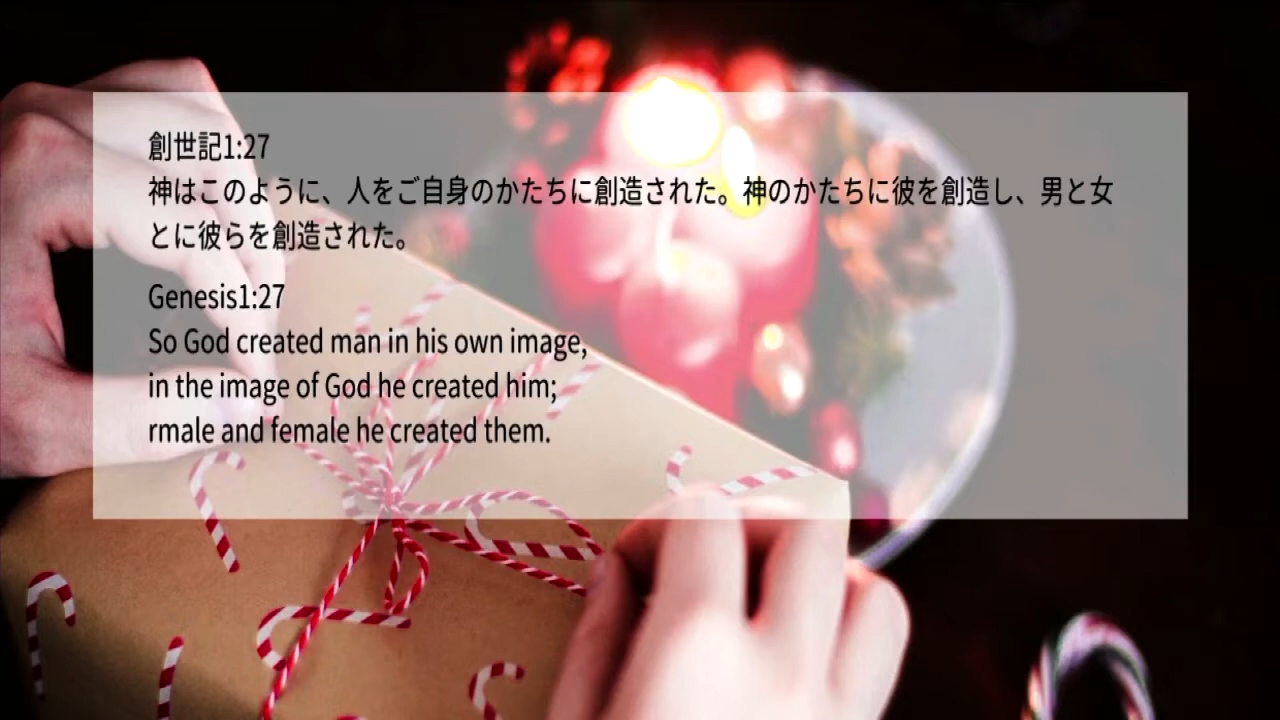 創世記1:27
神はこのように、人をご自身のかたちに創造された。神のかたちに彼を創造し、男と女
とに彼らを創造された。
Genesis1:27
So God created man in his own image,
in the image of God he created him;
rmale and female he created them.